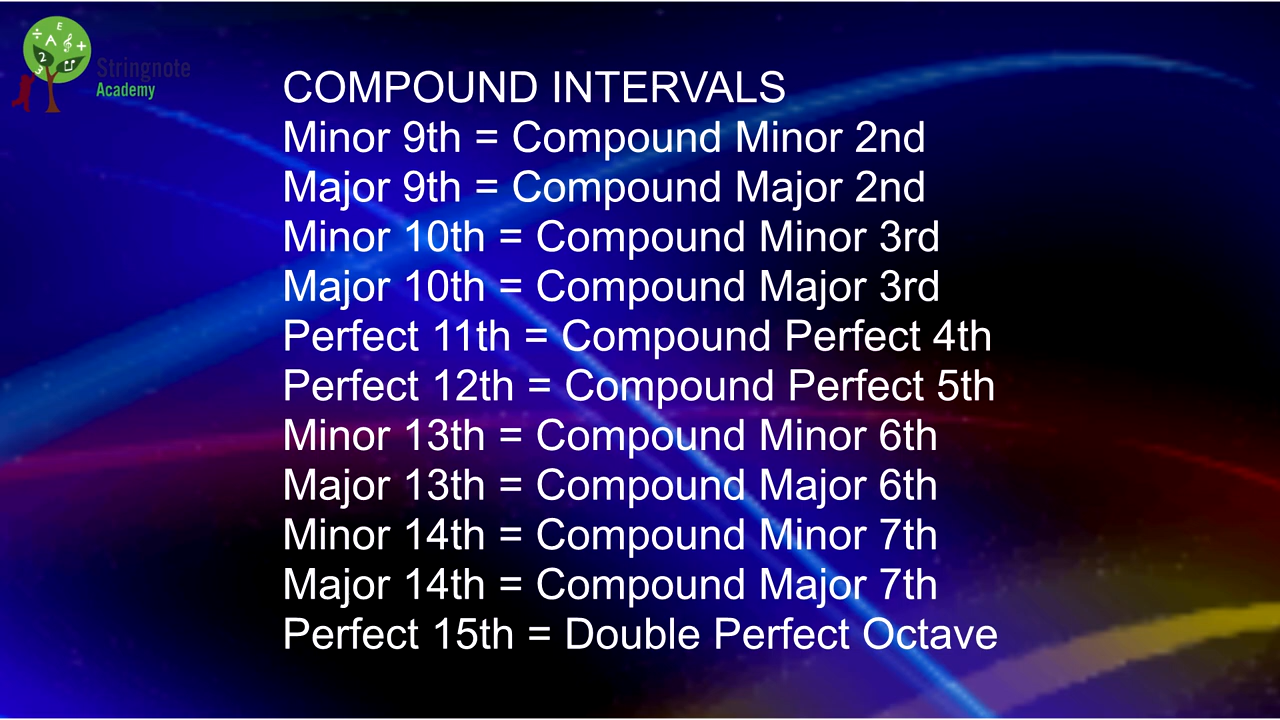 Stringnote
Academy
COMPOUND INTERVALS
Minor 9th = Compound Minor 2nd
Major 9th = Compound Major 2nd
Minor 10th = Compound Minor 3rd
Major 10th = Compound Major 3rd
Perfect 11th = Compound Perfect 4th
Perfect 12th = Compound Perfect 5th
Minor 13th = Compound Minor 6th
Major 13th = Compound Major 6th
Minor 14th = Compound Minor 7th
Major 14th = Compound Major 7th
Perfect 15th = Double Perfect Octave